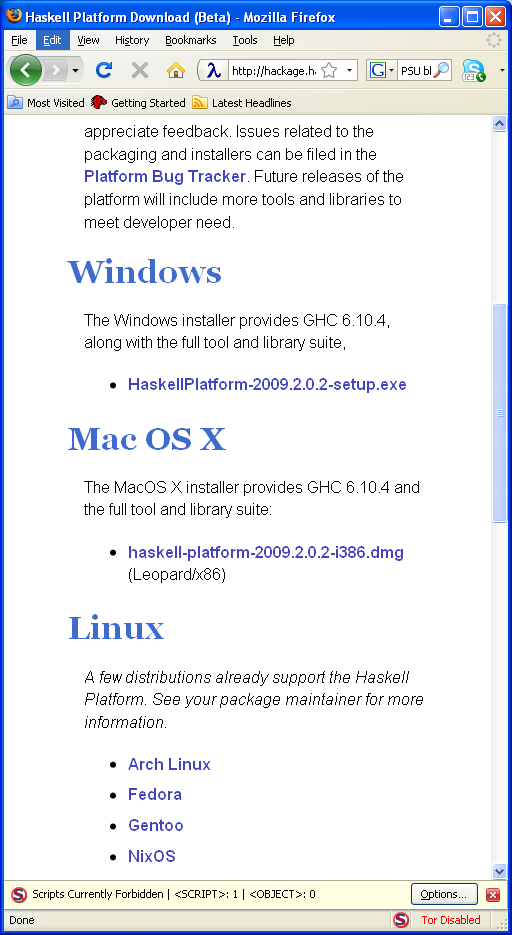 Haskell Platform Download (Beta) - Mozilla Firefox
File Edit View History Bookmarks Tools Help
http://hackage.h PSU bl
Most Visited Getting Started Latest Headlines
appreciate feedback. Issues related to the
packaging and installers can be filed in the
Platform Bug Tracker. Future releases of the
platform will include more tools and libraries to
meet developer need.
Windows
The Windows installer provides GHC 6.10.4,
along with the full tool and library suite,
• HaskellPlatform-2009.2.0.2-setup.exe
Mac OS X
The MacOS X installer provides GHC 6.10.4 and
the full tool and library suite:
• haskell-platform-2009.2.0.2-i386.dmg
(Leopard/x86)
Linux
A few distributions already support the Haskell
Platform. See your package maintainer for more
information.
• Arch Linux
• Fedora
• Gentoo
• NixOS
Scripts Currently Forbidden | <SCRIPT>: 1 | <OBJECT>: 0 Options...
Done Tor Disabled